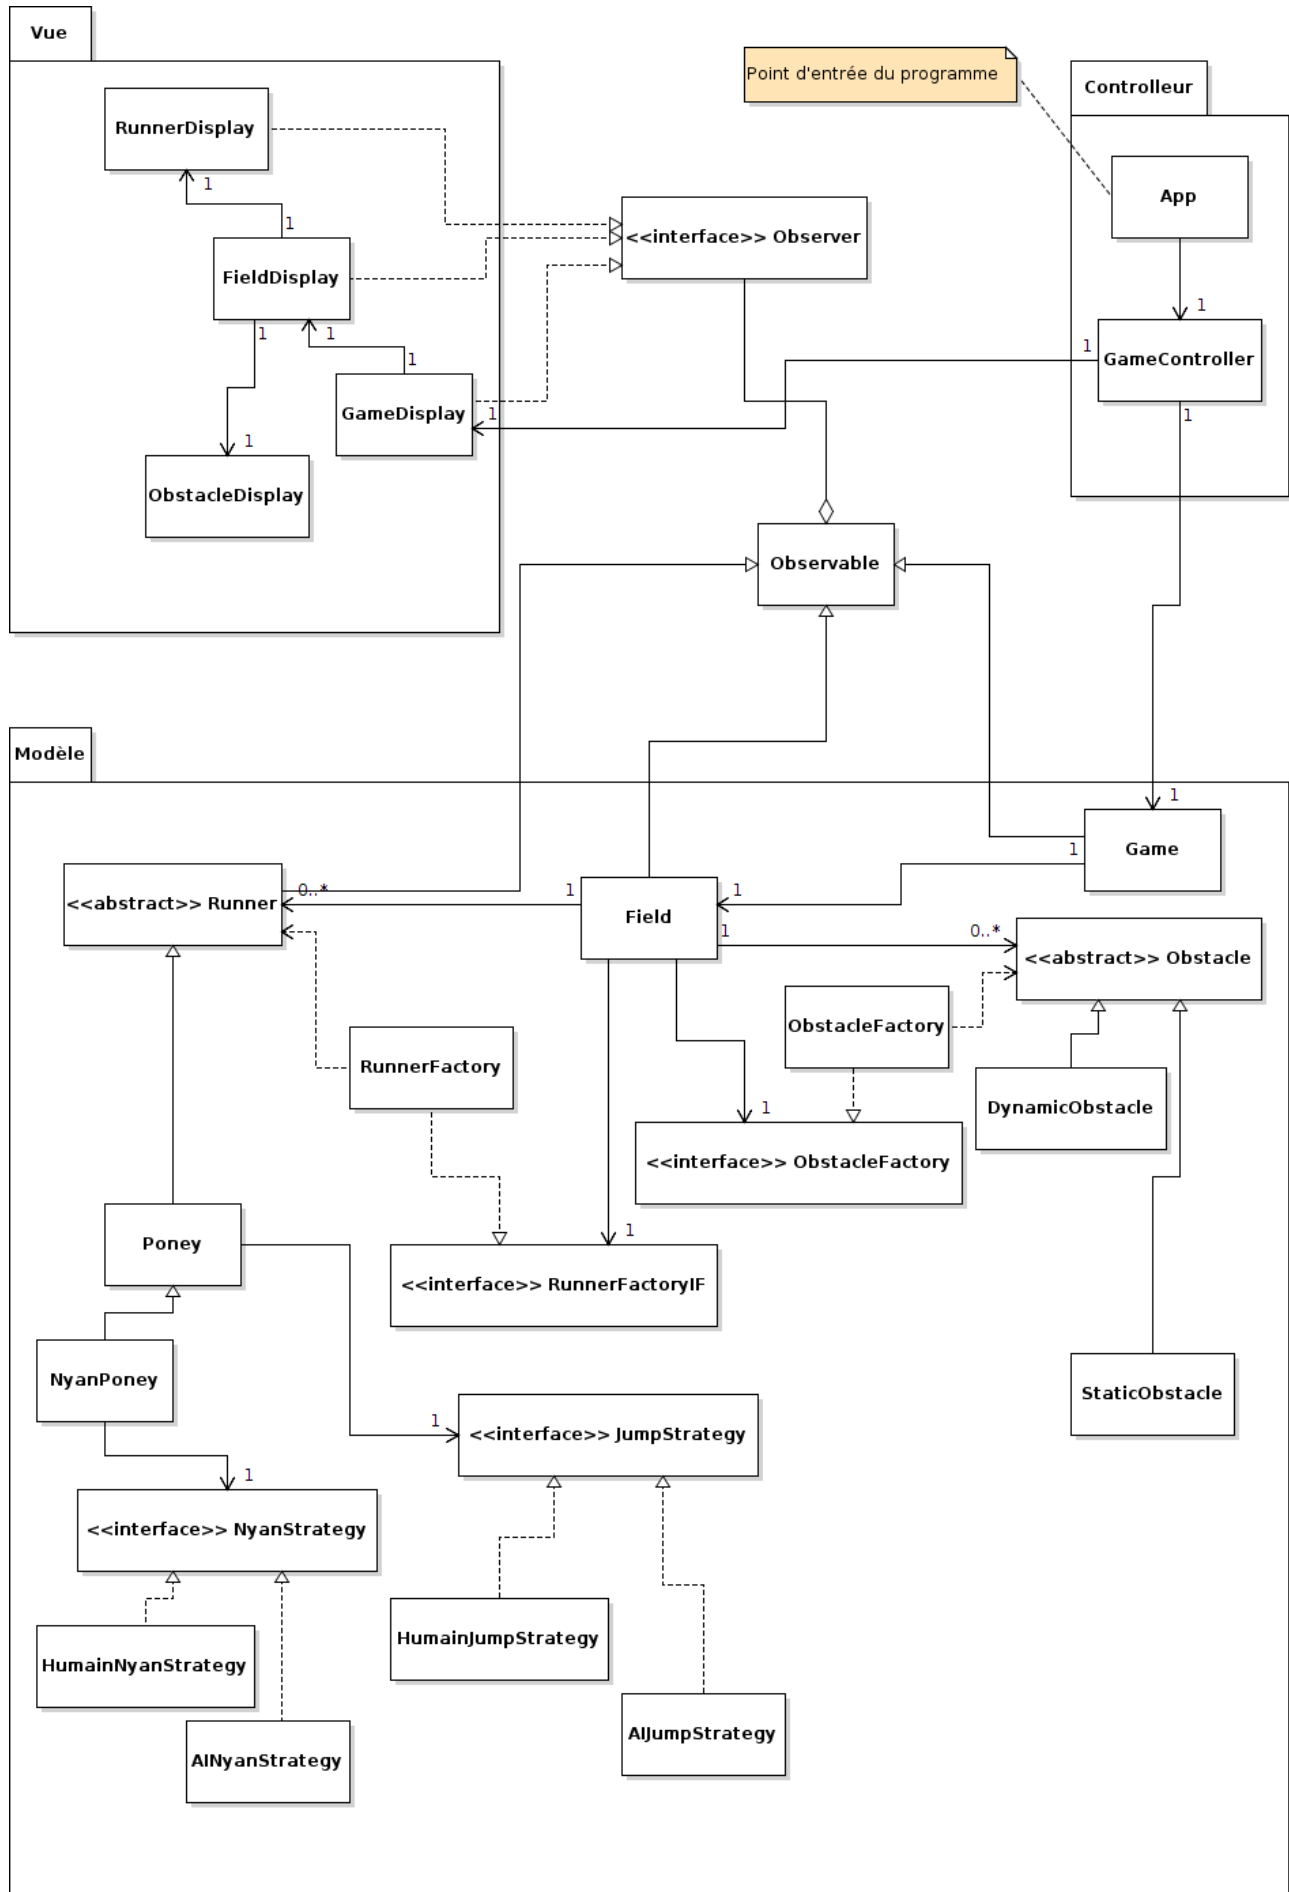 Vue
Point d'entrée du programme
Controlleur
RunnerDisplay
App
1
1
<<interface>> Observer
FieldDisplay
1
1
1
1
GameController
1
1
GameDisplay
1
1
1
ObstacleDisplay
Observable
Modèle
1
Game
1
<<abstract>> Runner
0..*
1
1
Field
1
0..*
<<abstract>> Obstacle
ObstacleFactory
RunnerFactory
DynamicObstacle
1
<<interface>> ObstacleFactory
Poney
1
<<interface>> RunnerFactoryIF
NyanPoney
StaticObstacle
1
<<interface>> JumpStrategy
1
<<interface>> NyanStrategy
HumainJumpStrategy
HumainNyanStrategy
AIJumpStrategy
AINyanStrategy